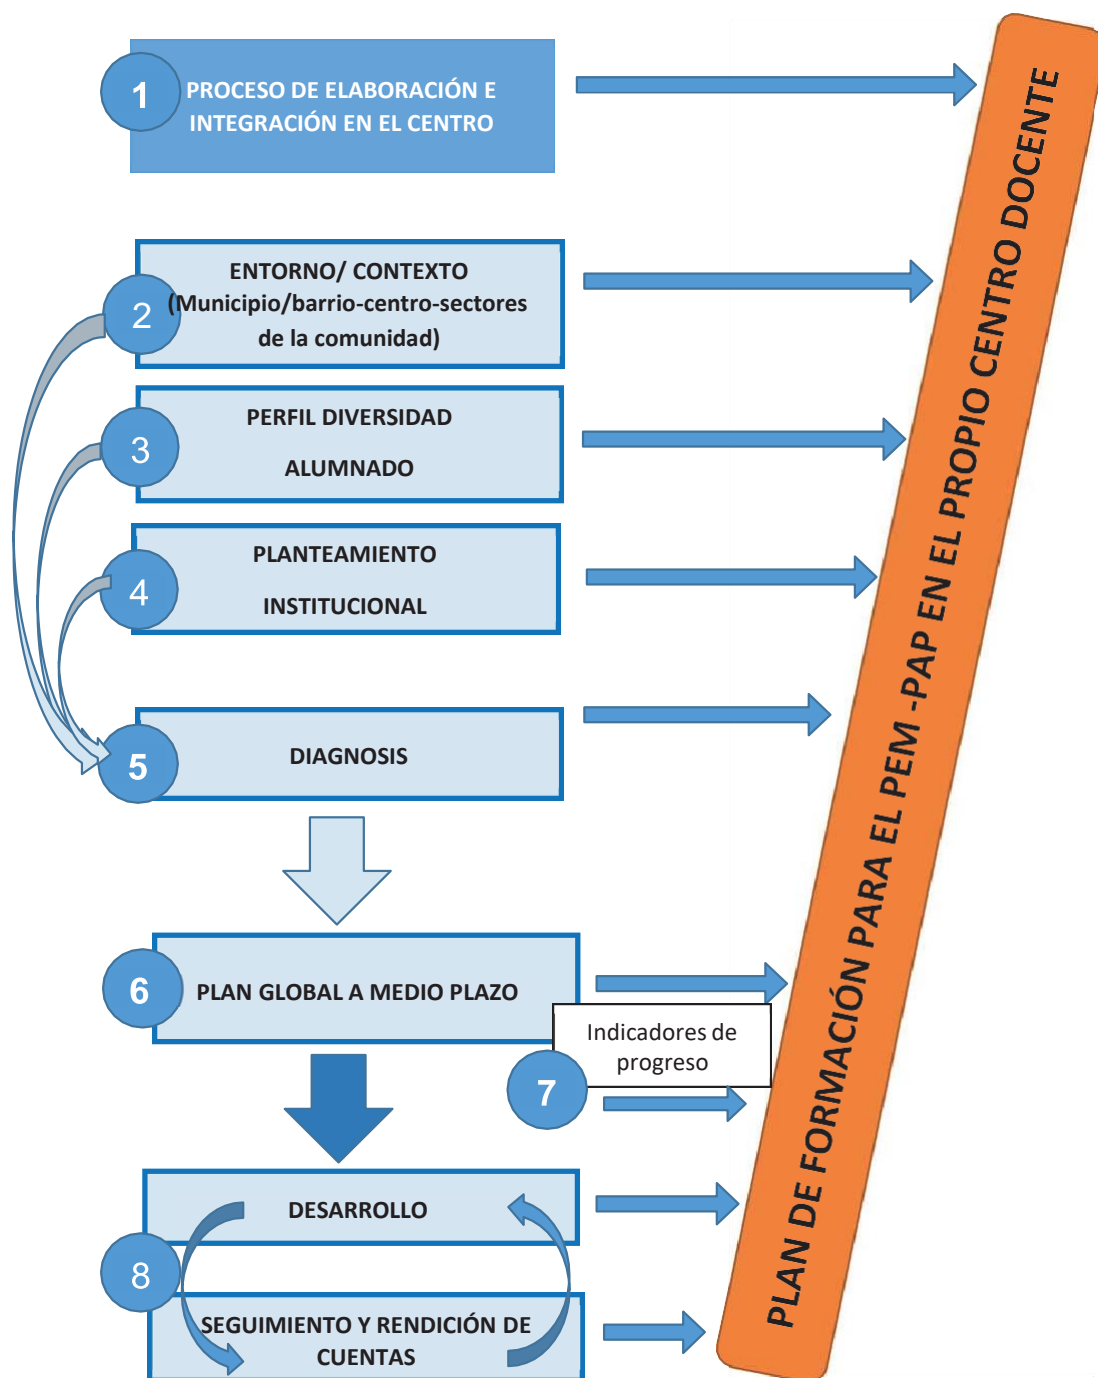 1
PROCESO DE ELABORACIÓN E
INTEGRACIÓN EN EL CENTRO
2
ENTORNO/ CONTEXTO
(Municipio/barrio-centro-sectores
de la comunidad)
3
PERFIL DIVERSIDAD
ALUMNADO
4
PLANTEAMIENTO
INSTITUCIONAL
5
DIAGNOSIS
6
PLAN GLOBAL A MEDIO PLAZO
7
Indicadores de
progreso
8
DESARROLLO
SEGUIMIENTO Y RENDICIÓN DE
CUENTAS
PLAN DE FORMACIÓN PARA EL PEM -PAP EN EL PROPIO CENTRO DOCENTE